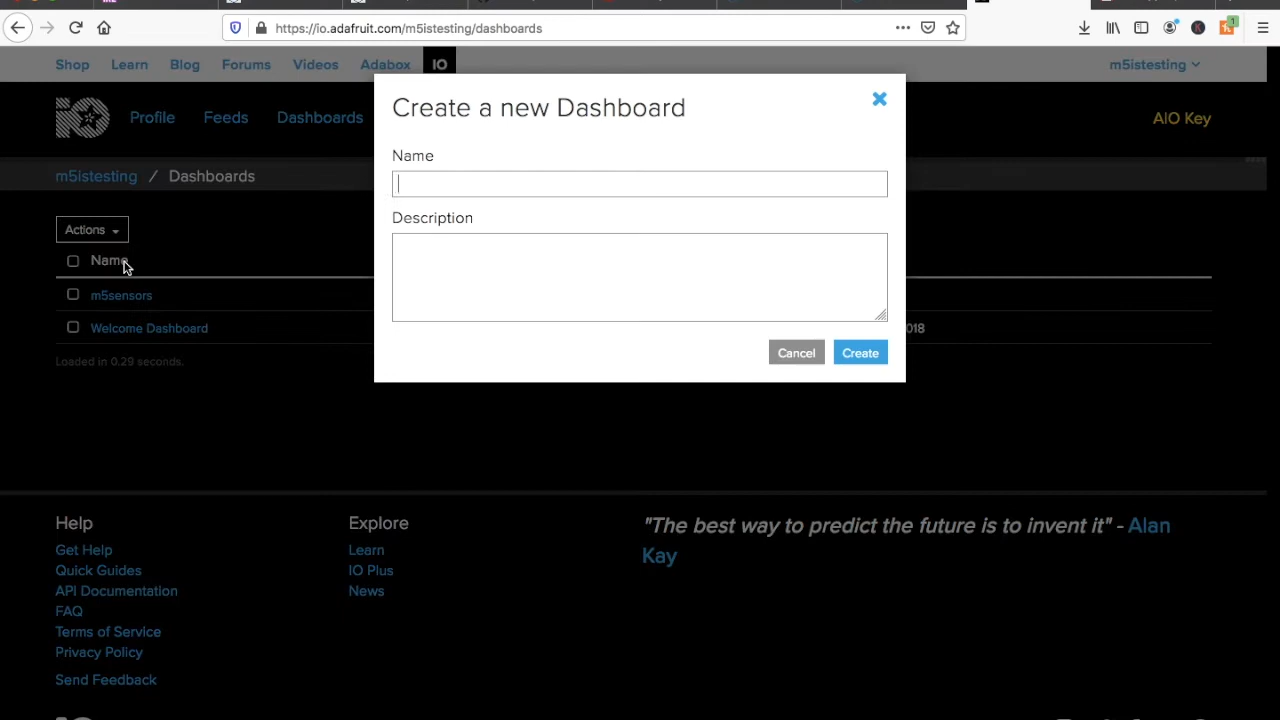 https://io.adafruit.com/m5istesting/dashboards
1
Shop Learn Blog Forums Videos Adabox IO m5istesting
Profile Feeds Dashboards AIO Key
m5istesting / Dashboards
Create a new Dashboard
Name
Description
Cancel Create
Actions
Name
m5sensors
Welcome Dashboard 018
Loaded in 0.29 seconds.
Help
Get Help
Quick Guides
API Documentation
FAQ
Terms of Service
Privacy Policy
Send Feedback
Explore
Learn
IO Plus
News
"The best way to predict the future is to invent it" - Alan
Kay